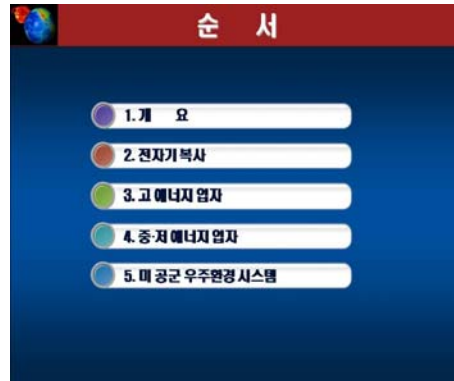 순 서
1. 개 요
2. 전자기 복사
3. 고 에너지 입자
4. 중·저 에너지 입자
5. 미 공군 우주환경 시스템